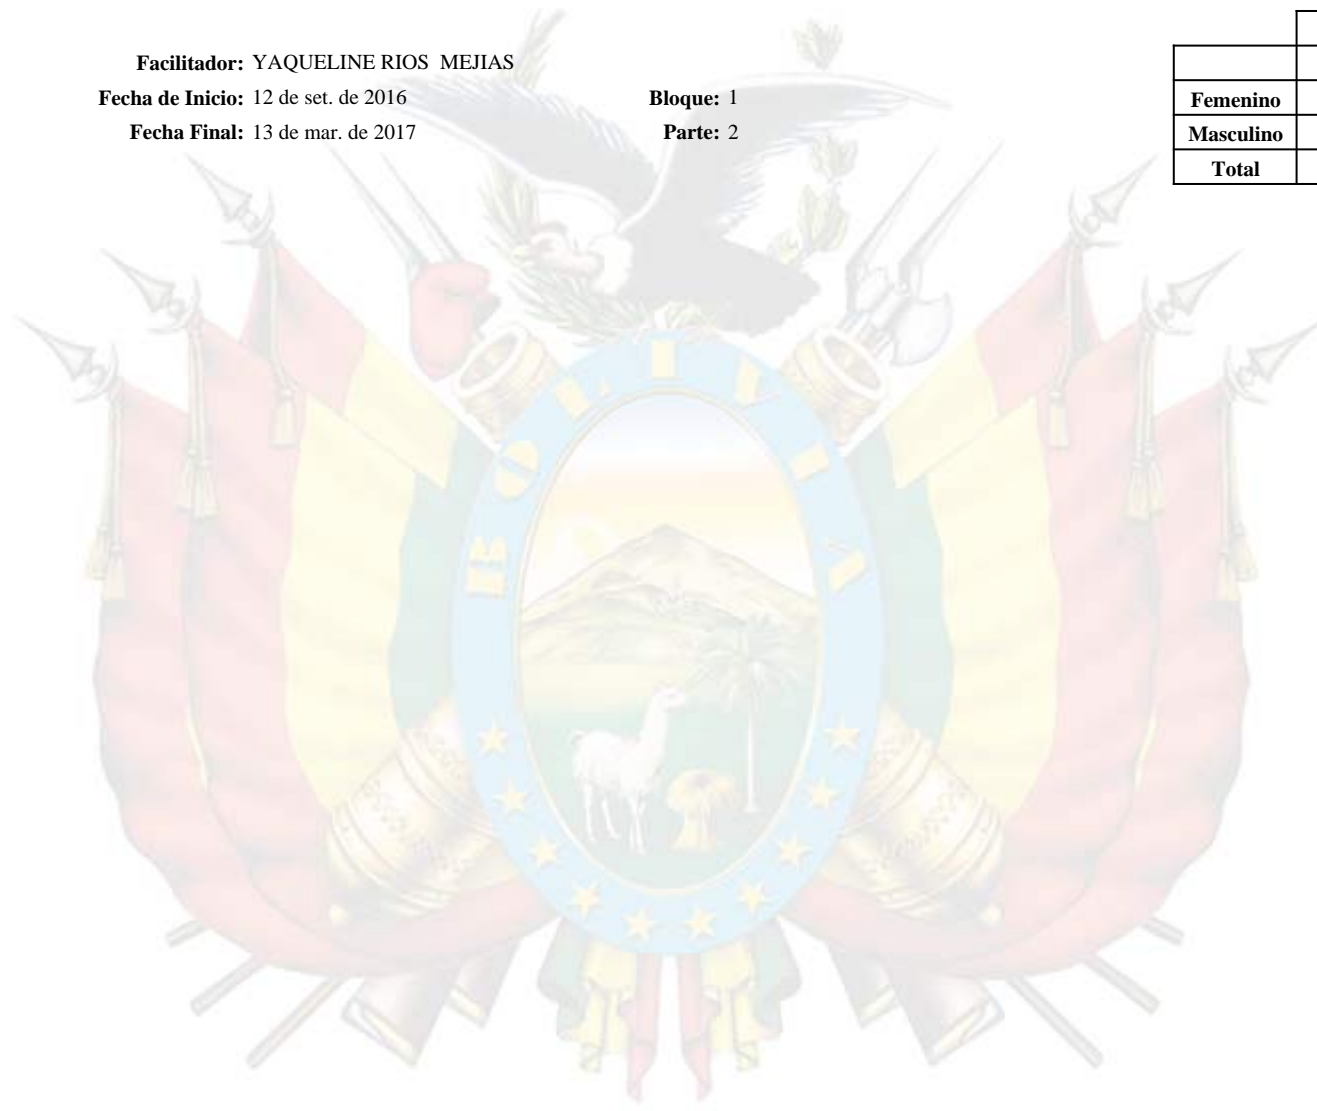 Facilitador: YAQUELINE RIOS MEJIAS
Fecha de Inicio: 12 de set. de 2016 Bloque: 1
Fecha Final: 13 de mar. de 2017 Parte: 2
Femenino
Masculino
Total
BOLIVIA